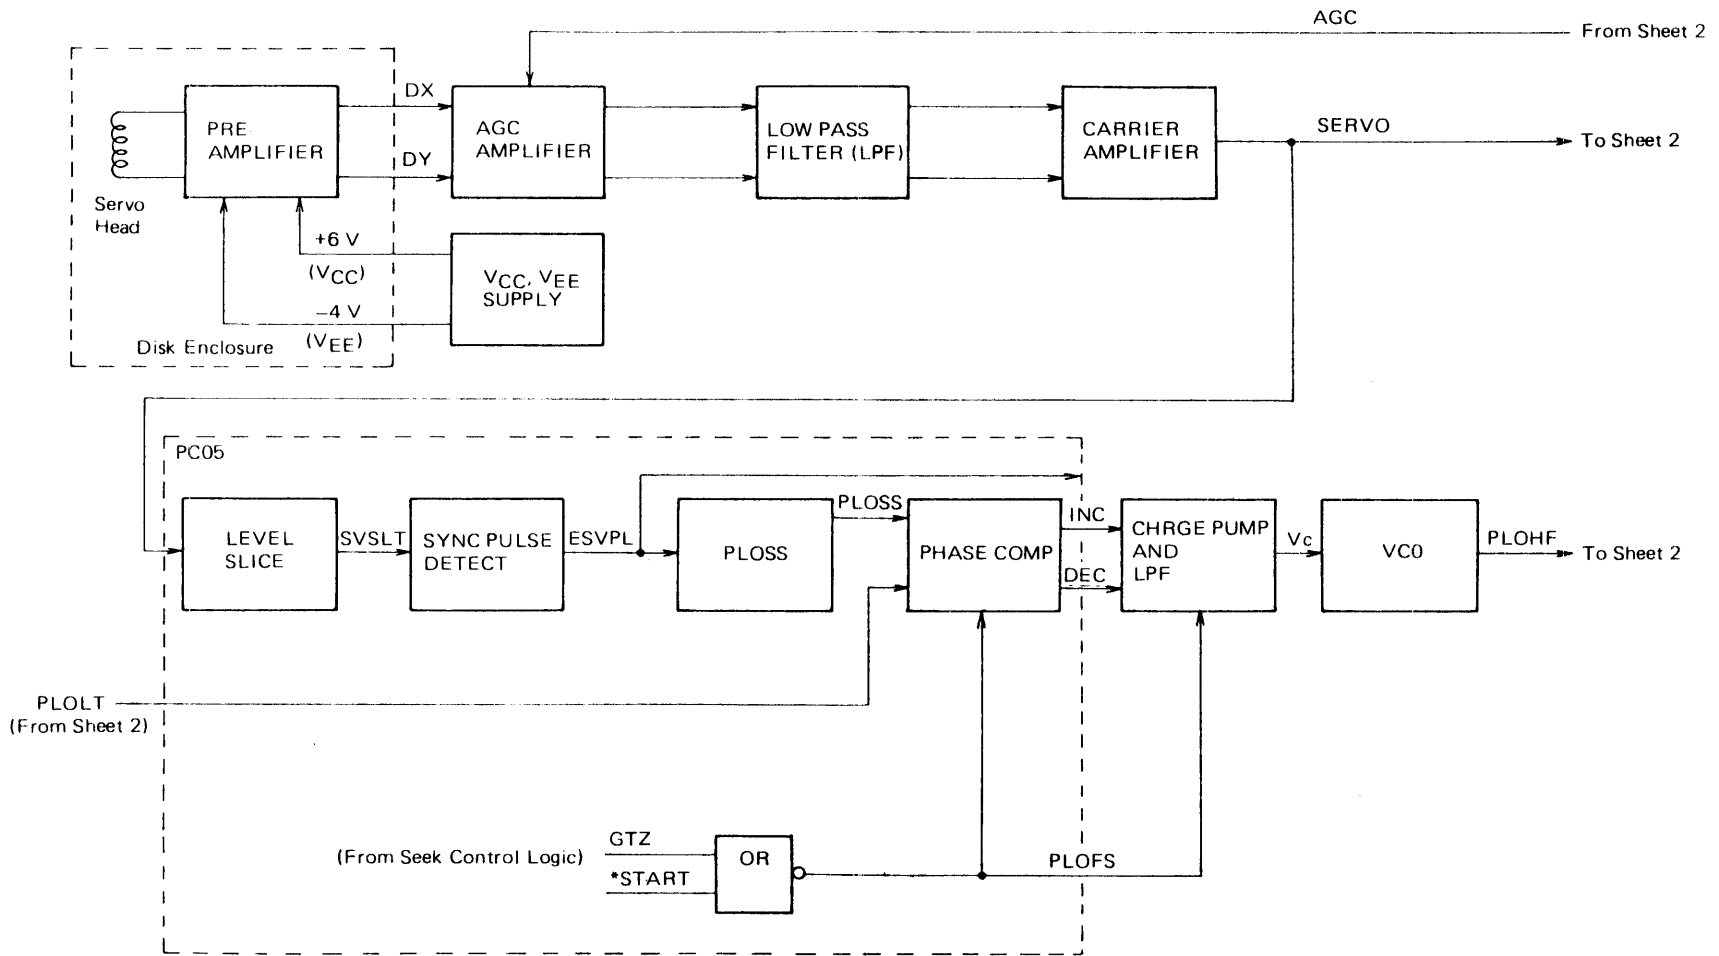 AGC
From Sheet 2
DX
PRE-
AMPLIFIER
AGC
AMPLIFIER
LOW PASS
FILTER (LPF)
CARRIER
AMPLIFIER
SERVO
To Sheet 2
DY
Servo
Head
+6 V
(VCC)
VCC, VEE
SUPPLY
−4 V
(VEE)
Disk Enclosure
PC05
LEVEL
SLICE
SVSLT
SYNC PULSE
DETECT
ESVPL
PLOSS
PLOSS
PHASE COMP
INC
DEC
CHRGE PUMP
AND
LPF
Vc
VCO
PLOHF
To Sheet 2
PLOLT
(From Sheet 2)
(From Seek Control Logic)
GTZ
*START
OR
PLOFS